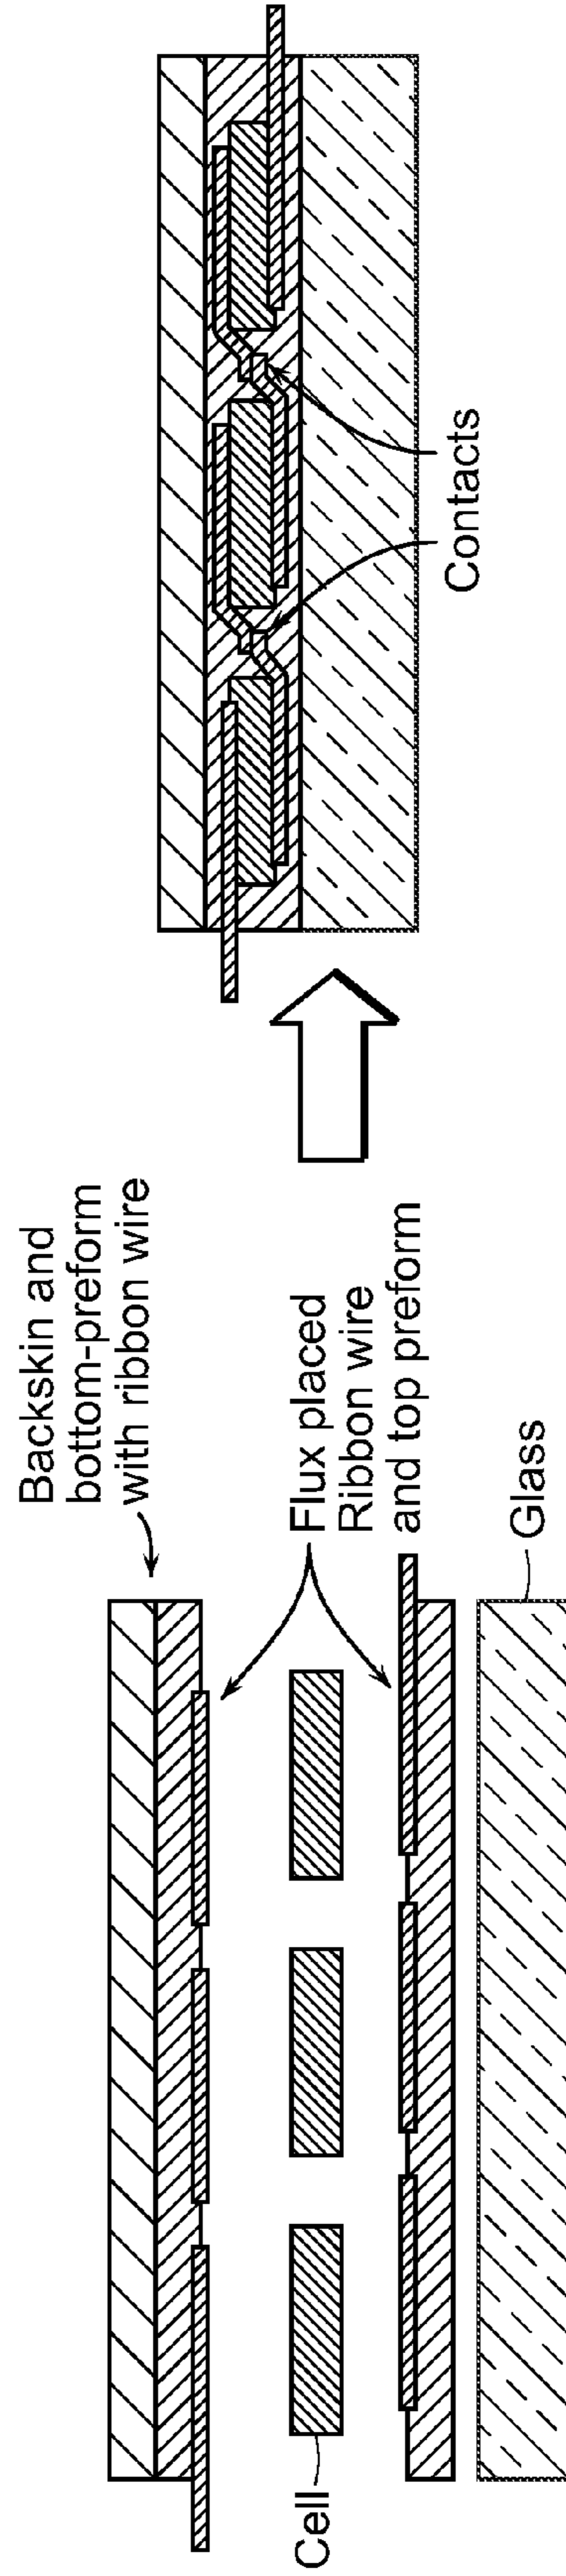 Backskin and
bottom-preform
with ribbon wire
Flux placed
Ribbon wire
and top preform
Cell
Glass
Contacts